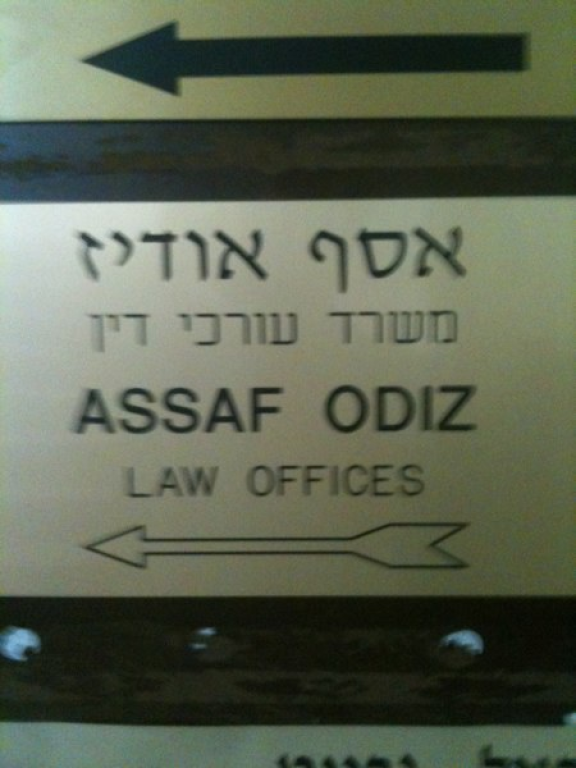 אסף אודיז
משרד עורכי דין
ASSAF ODIZ
LAW OFFICES